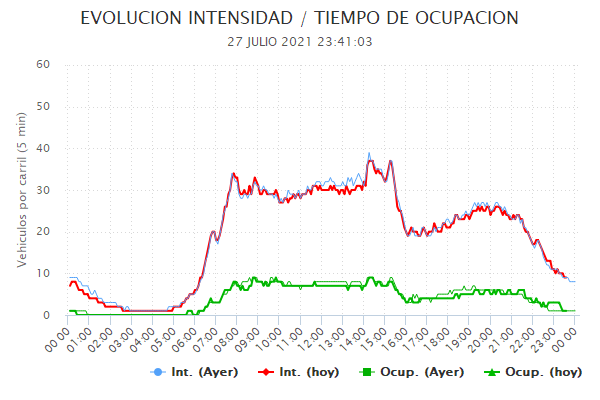 EVOLUCION INTENSIDAD / TIEMPO DE OCUPACION
27 JULIO 2021 23:41:03
Vehiculos por carril (5 min)
60
50
40
30
20
10
0
00:00 01:00 02:00 03:00 04:00 05:00 06:00 07:00 08:00 09:00 10:00 11:00 12:00 13:00 14:00 15:00 16:00 17:00 18:00 19:00 20:00 21:00 22:00 23:00 00:00
Int. (Ayer) Int. (hoy) Ocup. (Ayer) Ocup. (hoy)